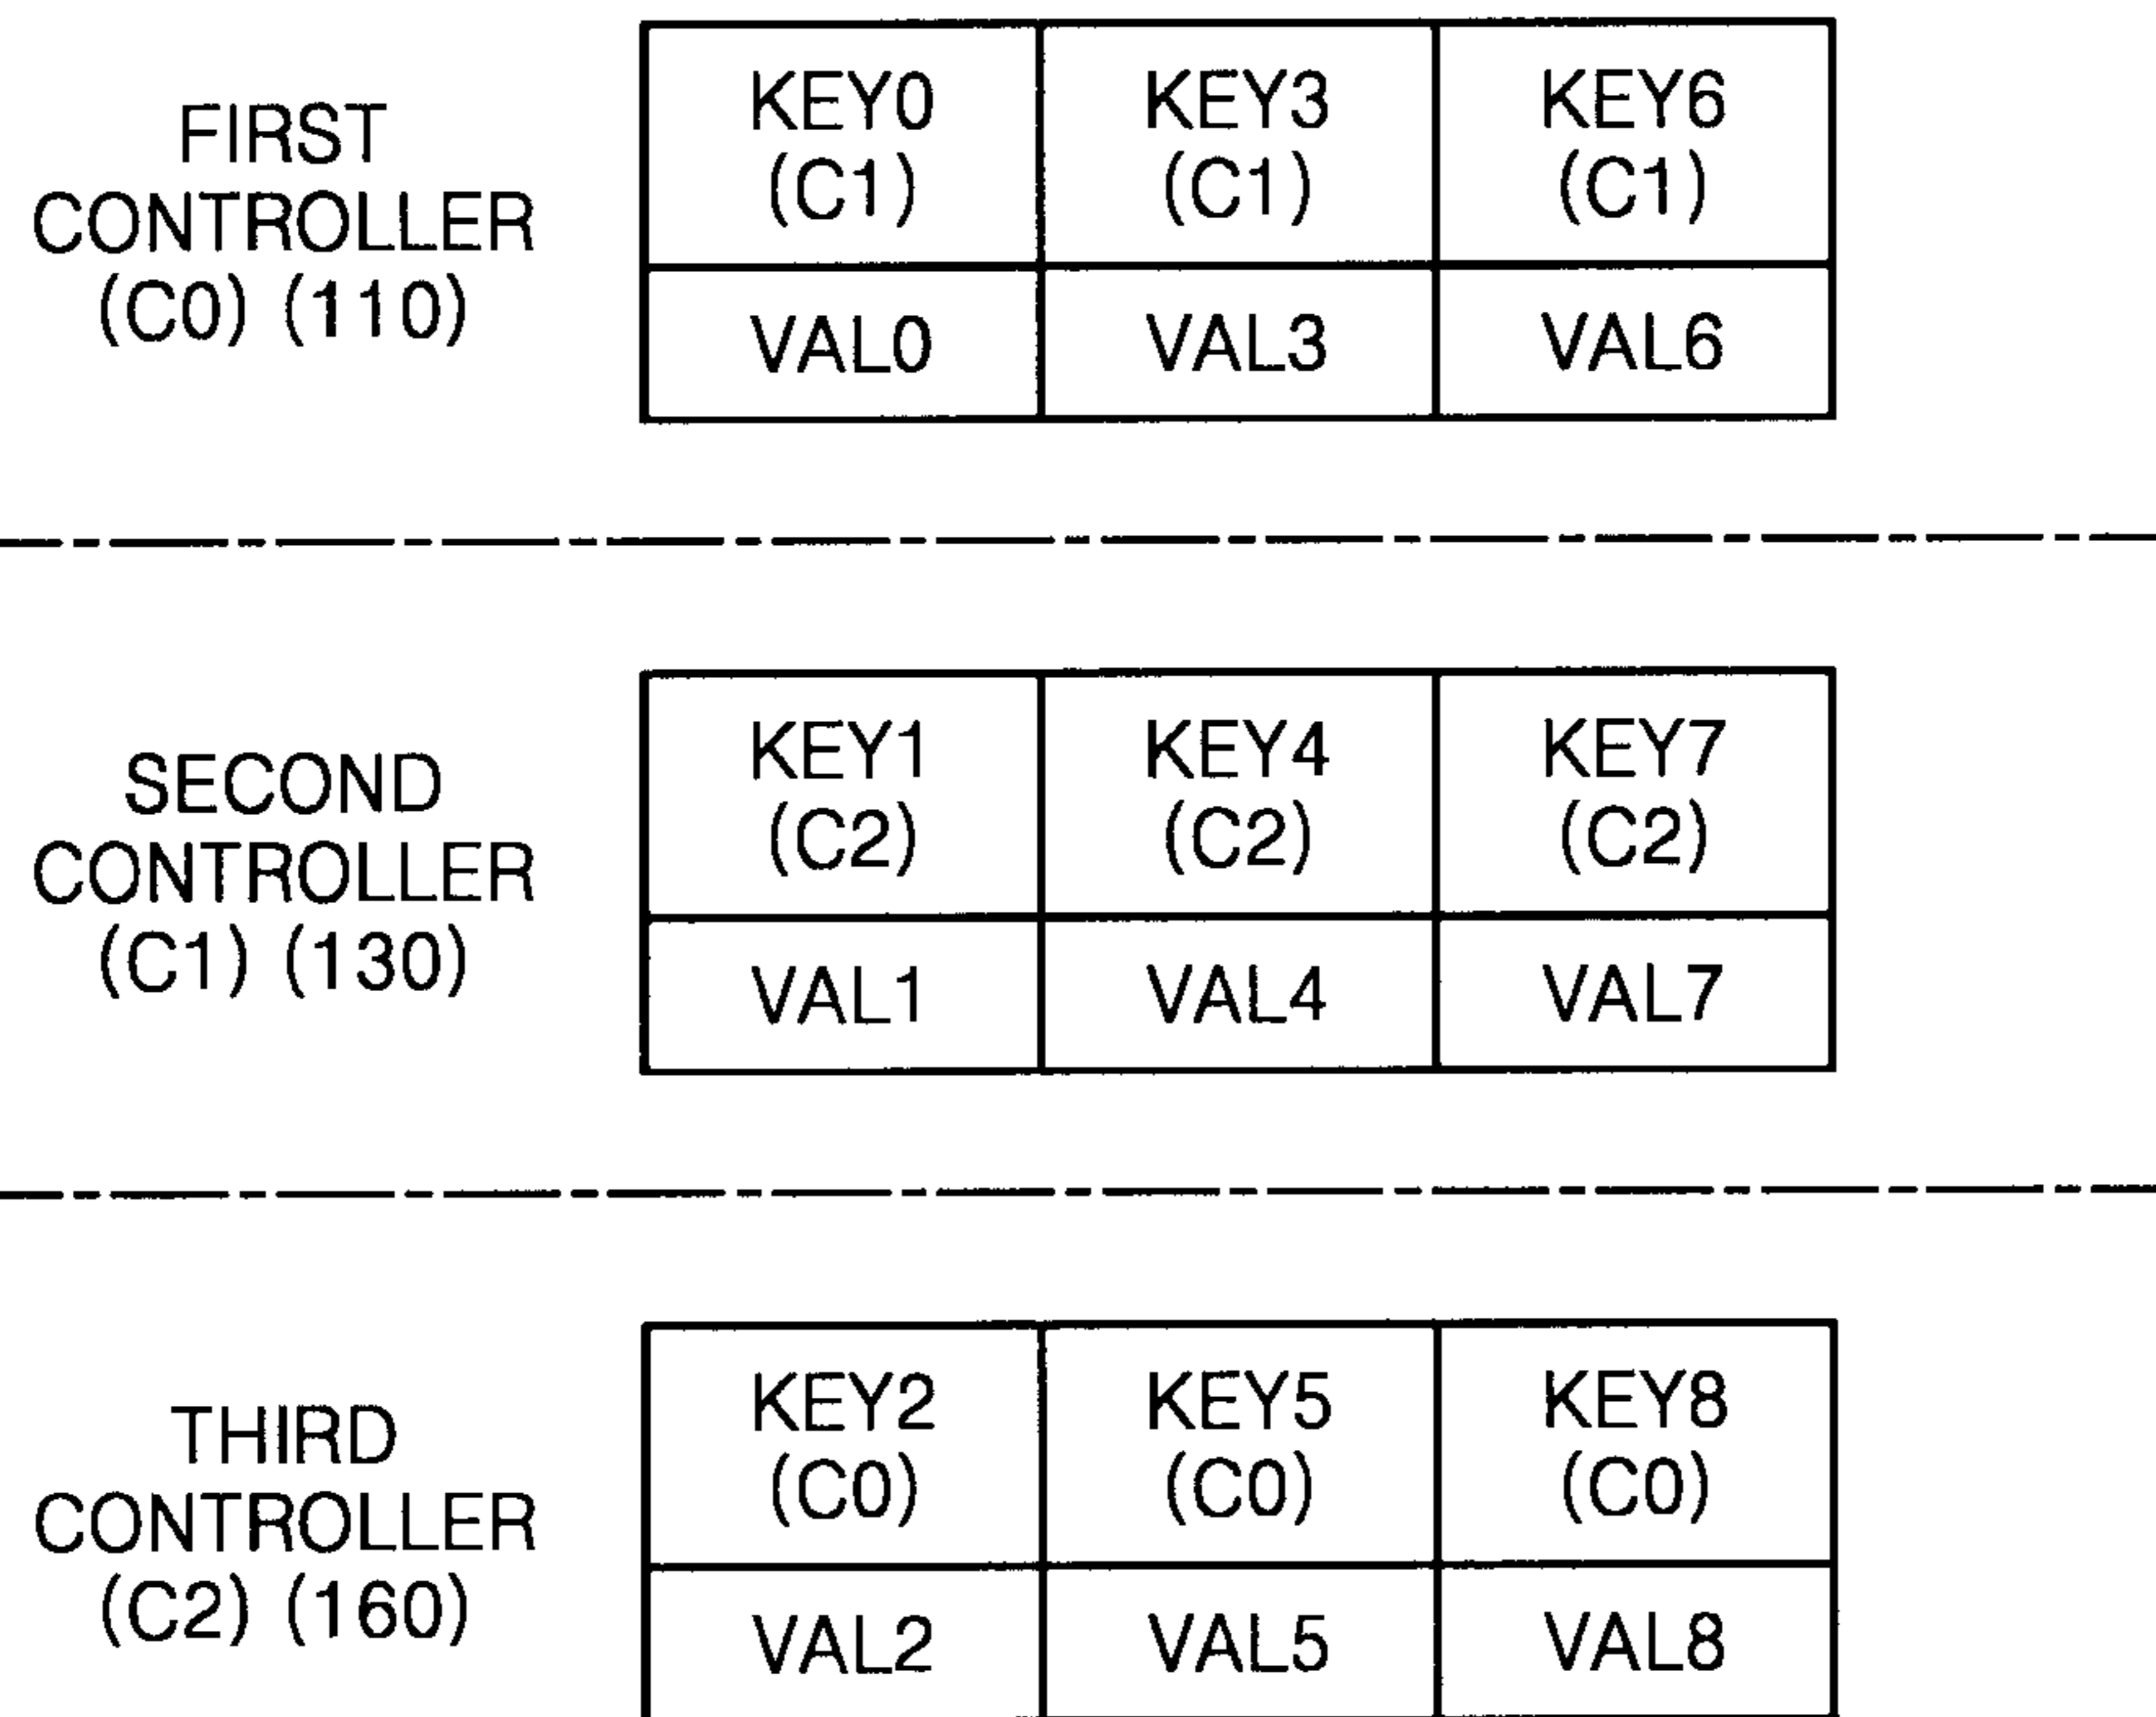 FIRST
CONTROLLER
(C0) (110)
KEY0 KEY3 KEY6
(C1) (C1) (C1)
VAL0 VAL3 VAL6
SECOND
CONTROLLER
(C1) (130)
KEY1 KEY4 KEY7
(C2) (C2) (C2)
VAL1 VAL4 VAL7
THIRD
CONTROLLER
(C2) (160)
KEY2 KEY5 KEY8
(C0) (C0) (C0)
VAL2 VAL5 VAL8